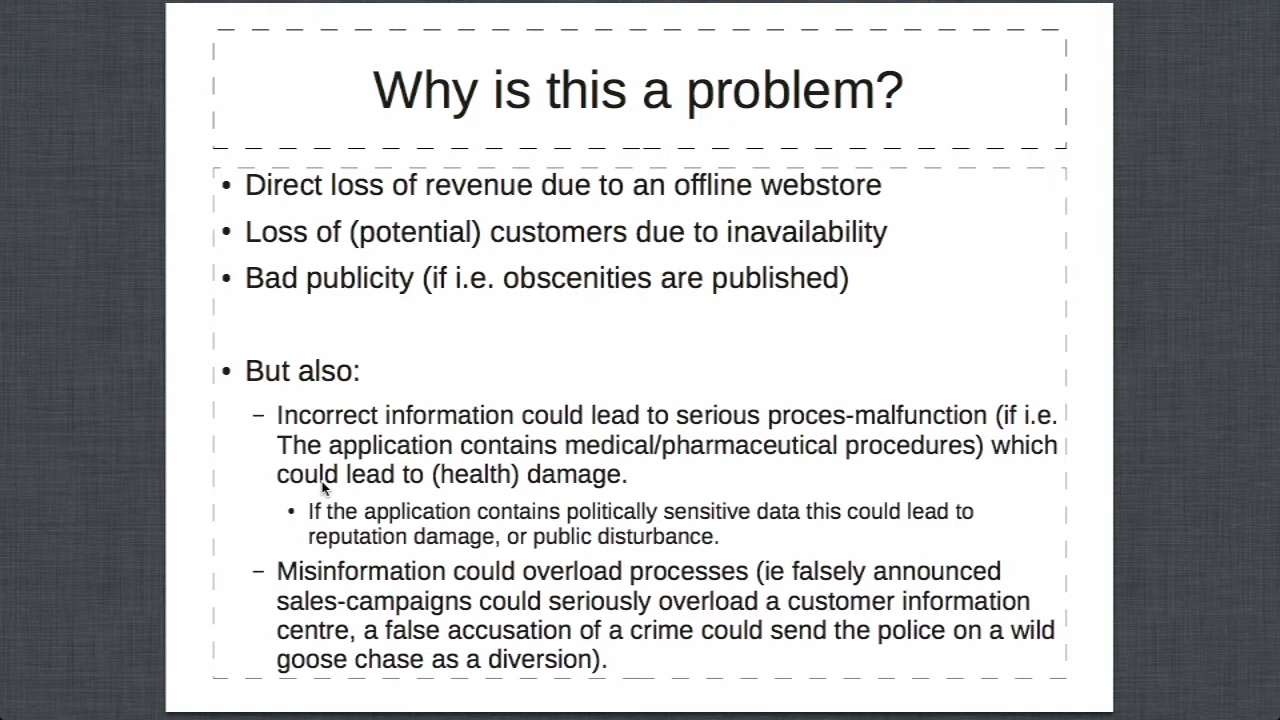 Why is this a problem?
• Direct loss of revenue due to an offline webstore
• Loss of (potential) customers due to inavailability
• Bad publicity (if i.e. obscenities are published)
• But also:
– Incorrect information could lead to serious proces-malfunction (if i.e.
The application contains medical/pharmaceutical procedures) which
could lead to (health) damage.
• If the application contains politically sensitive data this could lead to
reputation damage, or public disturbance.
– Misinformation could overload processes (ie falsely announced
sales-campaigns could seriously overload a customer information
centre, a false accusation of a crime could send the police on a wild
goose chase as a diversion).